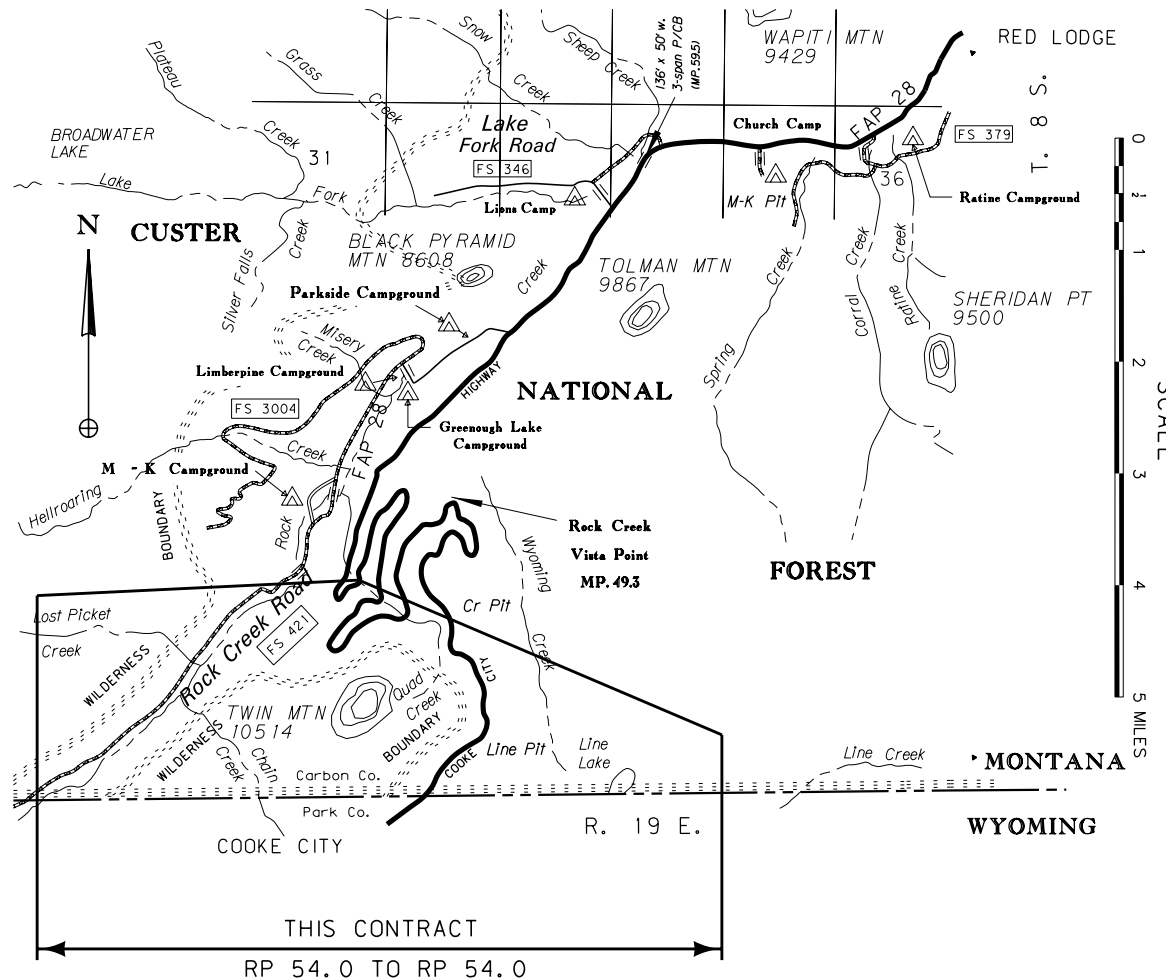 RED LODGE
WAPITI MTN
9429
Snow
Creek
Sheep Creek
136' x 50' w.
3-span P/CB
(MP.59.5)
Plateau
Creek
Grass
Creek
FAP 28
FS 379
T. 8 S.
BROADWATER
LAKE
31
Lake
Fork Road
FS 346
Church Camp
36
M-K Pit
Ratine Campground
Lake
Fork
Lions Camp
N
CUSTER
Silver Falls
Creek
BLACK PYRAMID
MTN 8608
Creek
TOLMAN MTN
9867
Spring
Creek
Corral
Creek
Ratine
Creek
SHERIDAN PT
9500
Parkside Campground
Misery
Creek
Limberpine Campground
HIGHWAY
NATIONAL
FS 3004
FAP 28
Greenough Lake
Campground
Creek
M - K Campground
Hellroaring
BOUNDARY
Rock
Rock Creek
Vista Point
MP. 49.3
Wyoming
Creek
FOREST
Cr Pit
Lost Picket
Creek
WILDERNESS
Rock Creek Road
FS 421
TWIN MTN
10514
Quad
Creek
BOUNDARY
CITY
COOKE
WILDERNESS
Chain
Creek
Line Pit
Line
Lake
Line Creek
MONTANA
Carbon Co.
Park Co.
R. 19 E.
WYOMING
COOKE CITY
0
1
2
1
2
3
4
5 MILES
SCALE
THIS CONTRACT
RP 54.0 TO RP 54.0